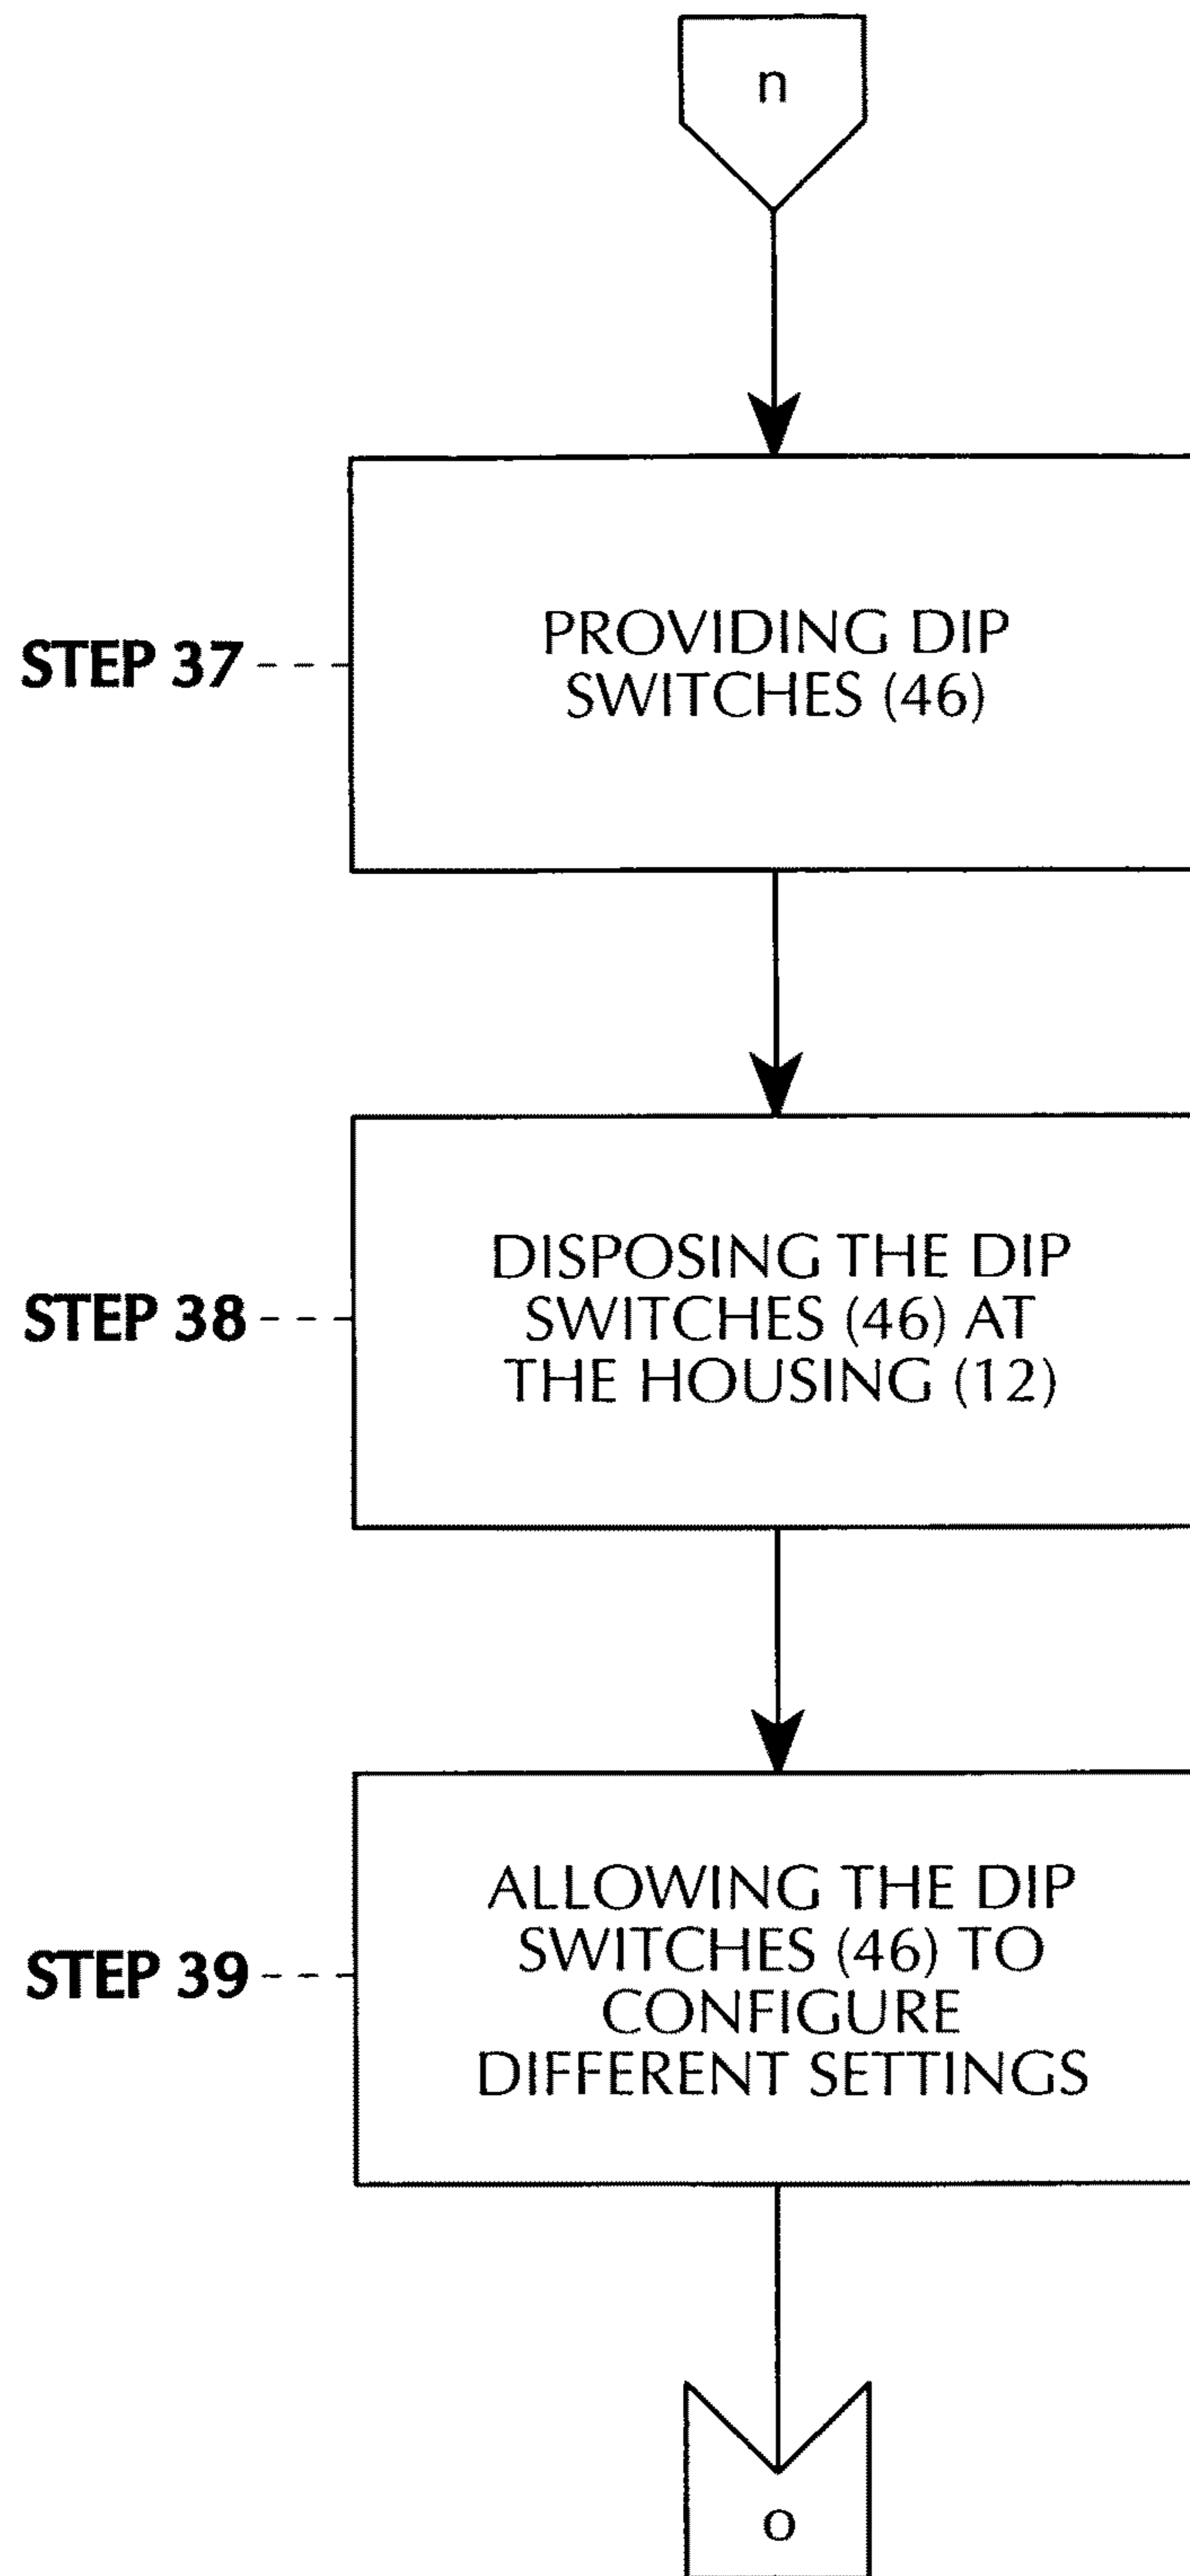 n
STEP 37
PROVIDING DIP
SWITCHES (46)
STEP 38
DISPOSING THE DIP
SWITCHES (46) AT
THE HOUSING (12)
STEP 39
ALLOWING THE DIP
SWITCHES (46) TO
CONFIGURE
DIFFERENT SETTINGS
o